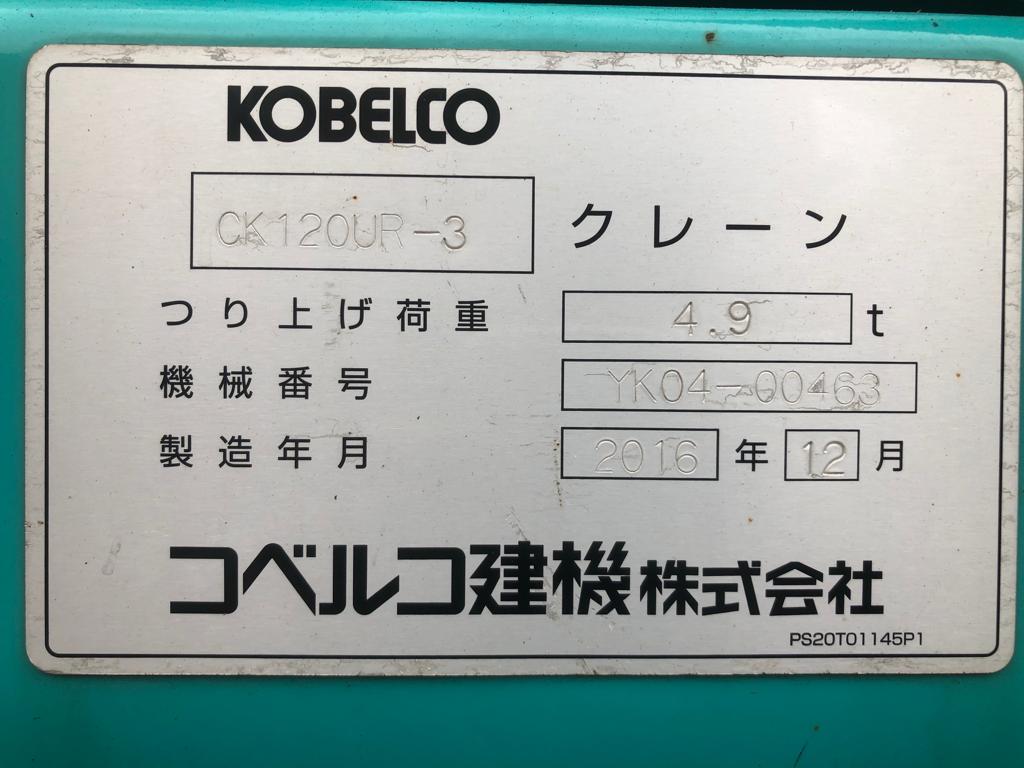 KOBELCO
CK120UR-3 クレーン
つり上げ荷重 4.9 t
機械番号 YK04-00463
製造年月 2016 年 12 月
コベルコ建機株式会社
PS20T01145P1